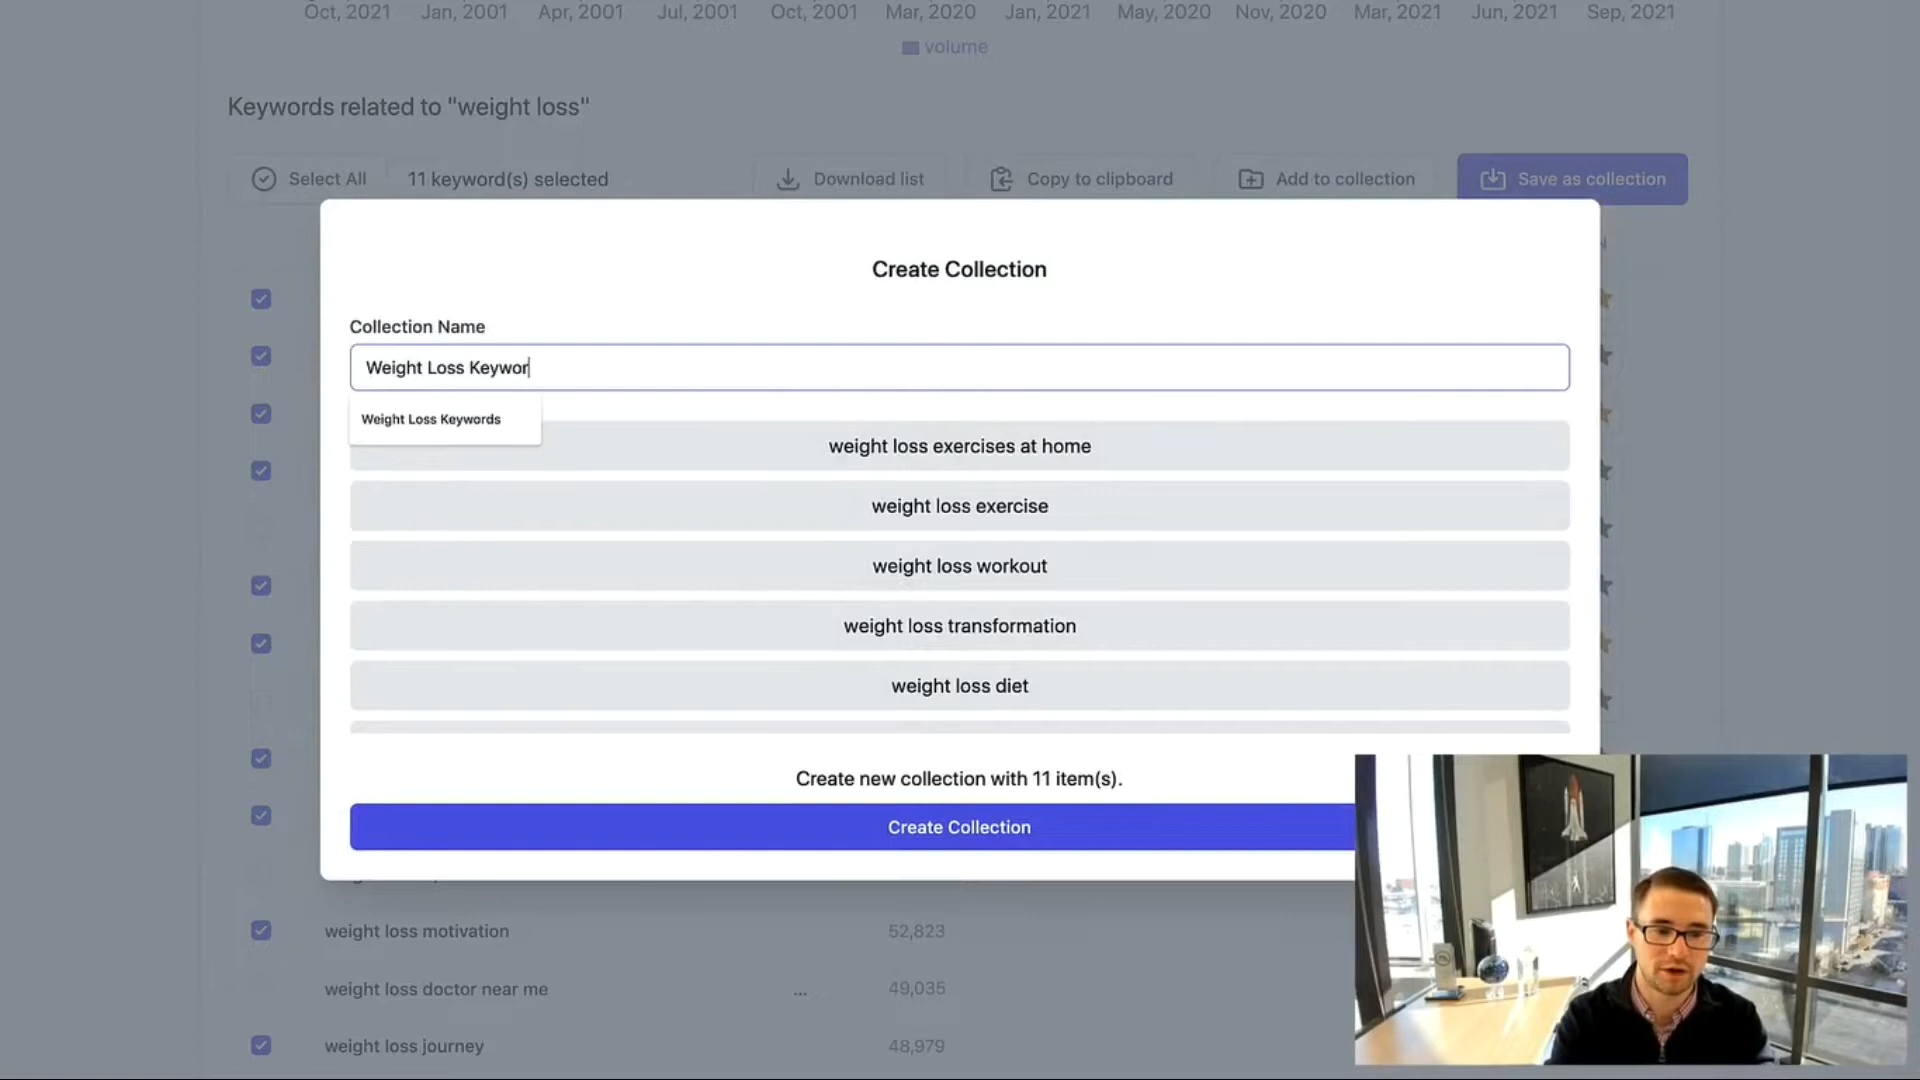 Oct, 2021 Jan, 2001 Apr, 2001 Jul, 2001 Oct, 2001 Mar, 2020 Jan, 2021 May, 2020 Nov, 2020 Mar, 2021 Jun, 2021 Sep, 2021
volume
Keywords related to "weight loss"
Select All 11 keyword(s) selected Download list Copy to clipboard Add to collection Save as collection
Create Collection
Collection Name
Weight Loss Keywor
Weight Loss Keywords
weight loss exercises at home
weight loss exercise
weight loss workout
weight loss transformation
weight loss diet
Create new collection with 11 item(s).
Create Collection
weight loss motivation 52,823
weight loss doctor near me ... 49,035
weight loss journey 48,979